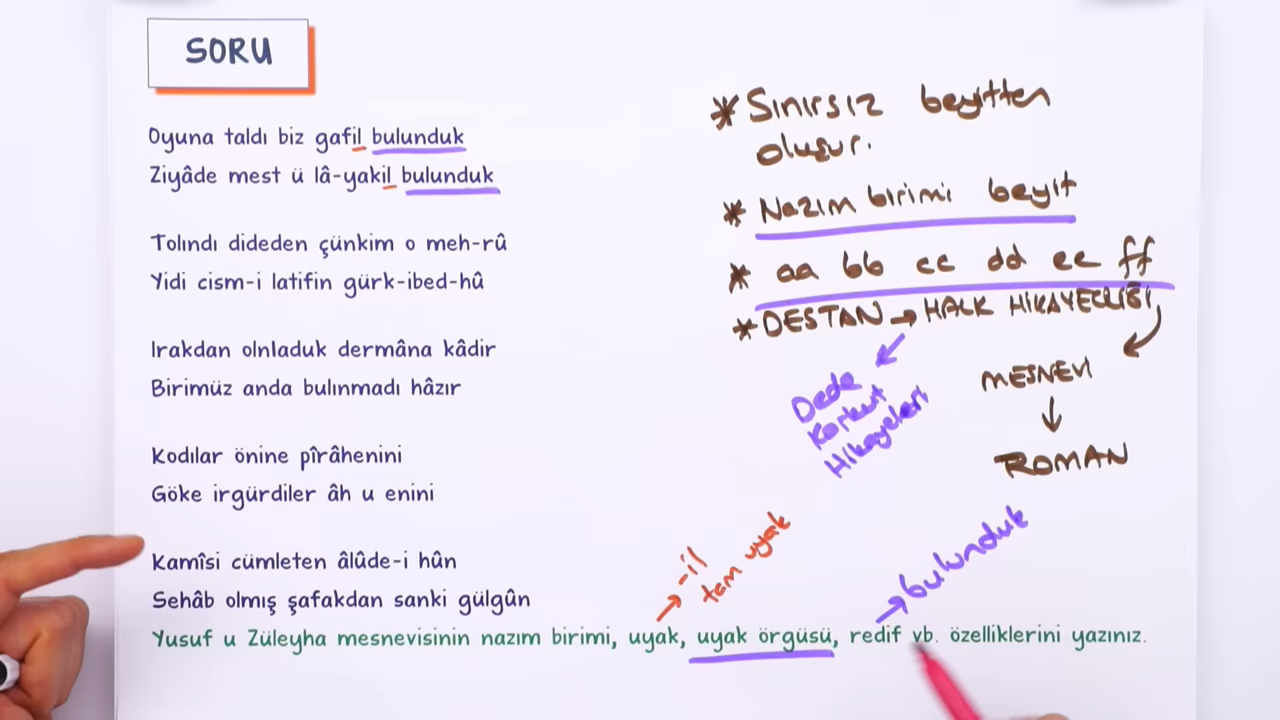 SORU
Oyuna taldı biz gafil bulunduk
Ziyâde mest ü lâ-yakil bulunduk
Tolındı dideden çünkim o meh-rû
Yidi cism-i latifin gürk-ibed-hû
Irakdan olnladuk dermâna kâdir
Birimüz anda bulınmadı hâzır
Kodılar önine pîrâhenini
Göke irgürdiler âh u enini
Kamîsi cümleten âlûde-i hûn
Sehâb olmış şafakdan sanki gülgûn
Yusuf u Züleyha mesnevisinin nazım birimi, uyak, uyak örgüsü, redif vb. özelliklerini yazınız.
* Sınırsız beyitten
oluşur.
* Nazım birimi beyit
* aa bb cc dd ee ff
* DESTAN → HALK HİKAYECİLİĞİ
Dede
Korkut
Hikayeleri
MESNEVİ
ROMAN
→ -il
tam uyak
→ bulunduk